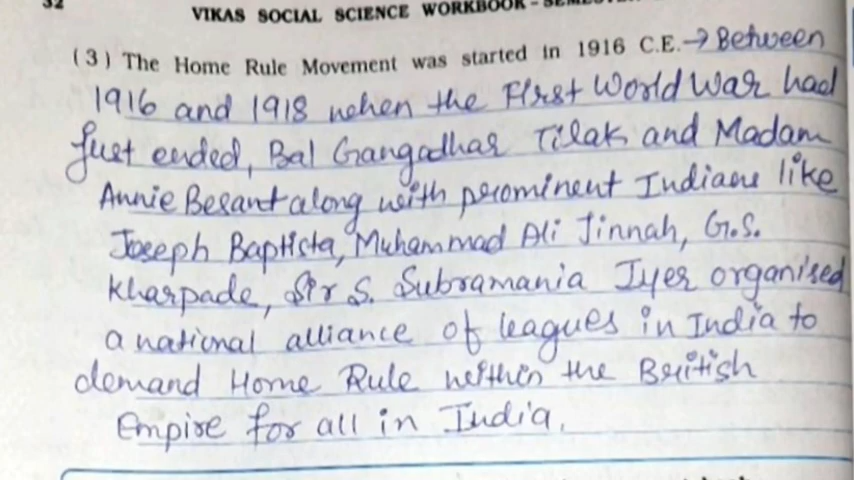 32
VIKAS SOCIAL SCIENCE WORKBOOK -
(3) The Home Rule Movement was started in 1916 C.E. → Between
1916 and 1918 when the First World War had
just ended, Bal Gangadhar Tilak and Madam
Annie Besant along with prominent Indians like
Joseph Baptista, Muhammad Ali Jinnah, G.S.
Kharpade, Sir S. Subramania Iyer organised
a national alliance of leagues in India to
demand Home Rule within the British
Empire for all in India.